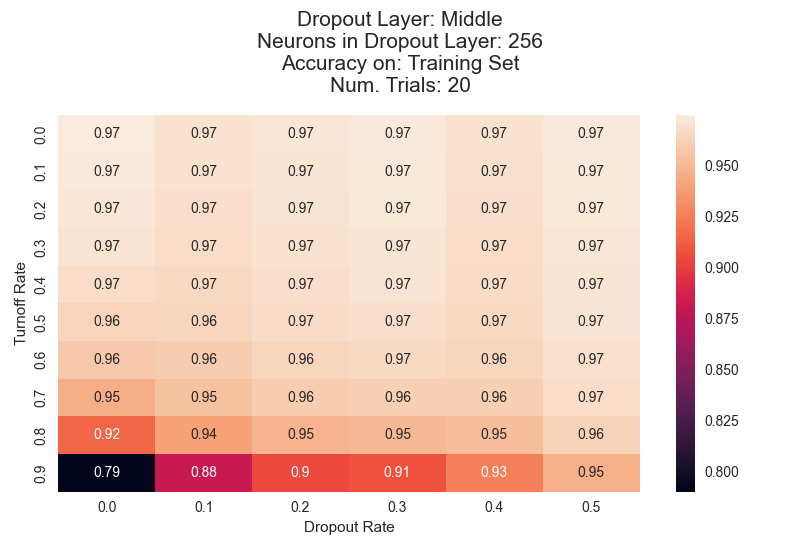 Dropout Layer: Middle
Neurons in Dropout Layer: 256
Accuracy on: Training Set
Num. Trials: 20
Turnoff Rate
0.0 0.97 0.97 0.97 0.97 0.97 0.97
0.1 0.97 0.97 0.97 0.97 0.97 0.97
0.2 0.97 0.97 0.97 0.97 0.97 0.97
0.3 0.97 0.97 0.97 0.97 0.97 0.97
0.4 0.97 0.97 0.97 0.97 0.97 0.97
0.5 0.96 0.96 0.97 0.97 0.97 0.97
0.6 0.96 0.96 0.96 0.97 0.96 0.97
0.7 0.95 0.95 0.96 0.96 0.96 0.97
0.8 0.92 0.94 0.95 0.95 0.95 0.96
0.9 0.79 0.88 0.9 0.91 0.93 0.95
0.0 0.1 0.2 0.3 0.4 0.5
Dropout Rate
0.950
0.925
0.900
0.875
0.850
0.825
0.800